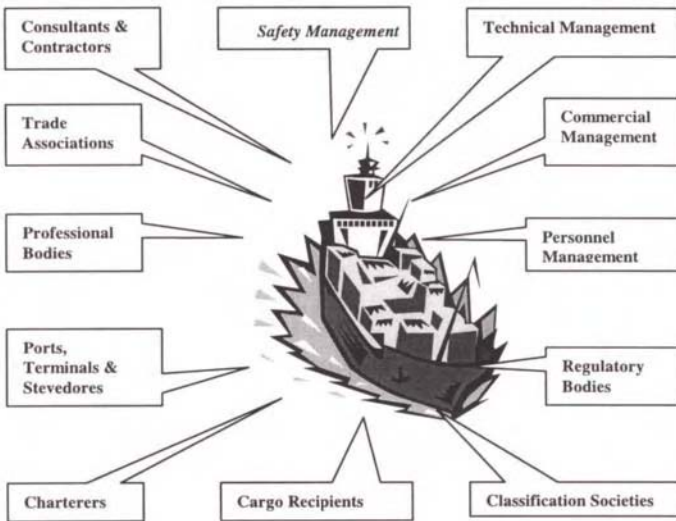 Consultants &
Contractors
Safety Management
Technical Management
Trade
Associations
Commercial
Management
Professional
Bodies
Personnel
Management
Ports,
Terminals &
Stevedores
Regulatory
Bodies
Charterers
Cargo Recipients
Classification Societies